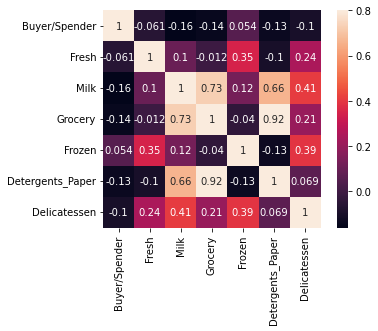 Buyer/Spender 1 -0.061 -0.16 -0.14 0.054 -0.13 -0.1
Fresh -0.061 1 0.1 -0.012 0.35 -0.1 0.24
Milk -0.16 0.1 1 0.73 0.12 0.66 0.41
Grocery -0.14 -0.012 0.73 1 -0.04 0.92 0.21
Frozen 0.054 0.35 0.12 -0.04 1 -0.13 0.39
Detergents_Paper -0.13 -0.1 0.66 0.92 -0.13 1 0.069
Delicatessen -0.1 0.24 0.41 0.21 0.39 0.069 1
Buyer/Spender
Fresh
Milk
Grocery
Frozen
Detergents_Paper
Delicatessen
0.8
0.6
0.4
0.2
0.0